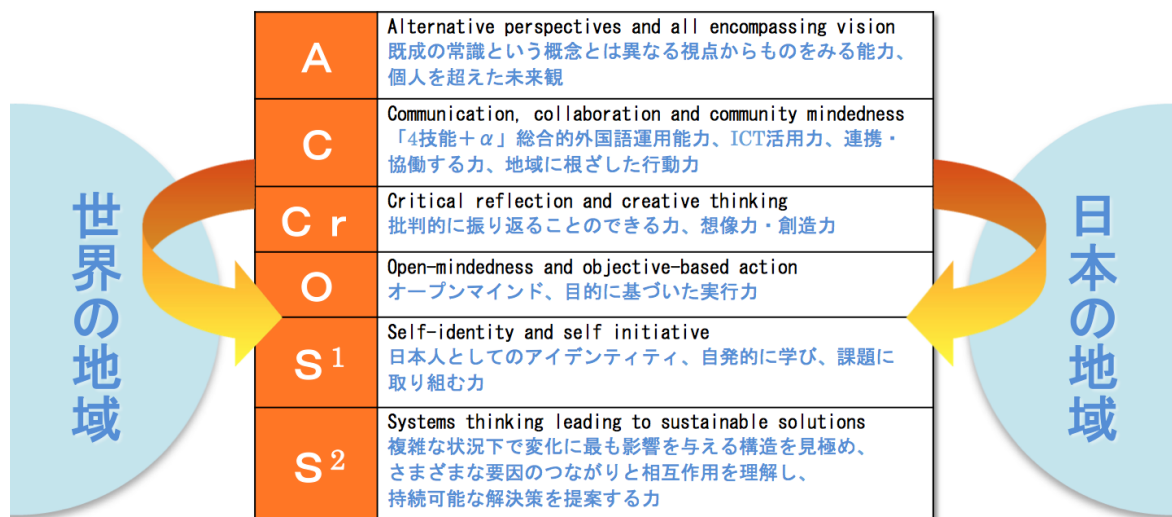 世界の地域
A
Alternative perspectives and all encompassing vision
既成の常識という概念とは異なる視点からものをみる能力、
個人を超えた未来観
C
Communication, collaboration and community mindedness
「4技能＋α」総合的外国語運用能力、ICT活用力、連携・
協働する力、地域に根ざした行動力
Cr
Critical reflection and creative thinking
批判的に振り返ることのできる力、想像力・創造力
O
Open-mindedness and objective-based action
オープンマインド、目的に基づいた実行力
S¹
Self-identity and self initiative
日本人としてのアイデンティティ、自発的に学び、課題に
取り組む力
S²
Systems thinking leading to sustainable solutions
複雑な状況下で変化に最も影響を与える構造を見極め、
さまざまな要因のつながりと相互作用を理解し、
持続可能な解決策を提案する力
日本の地域